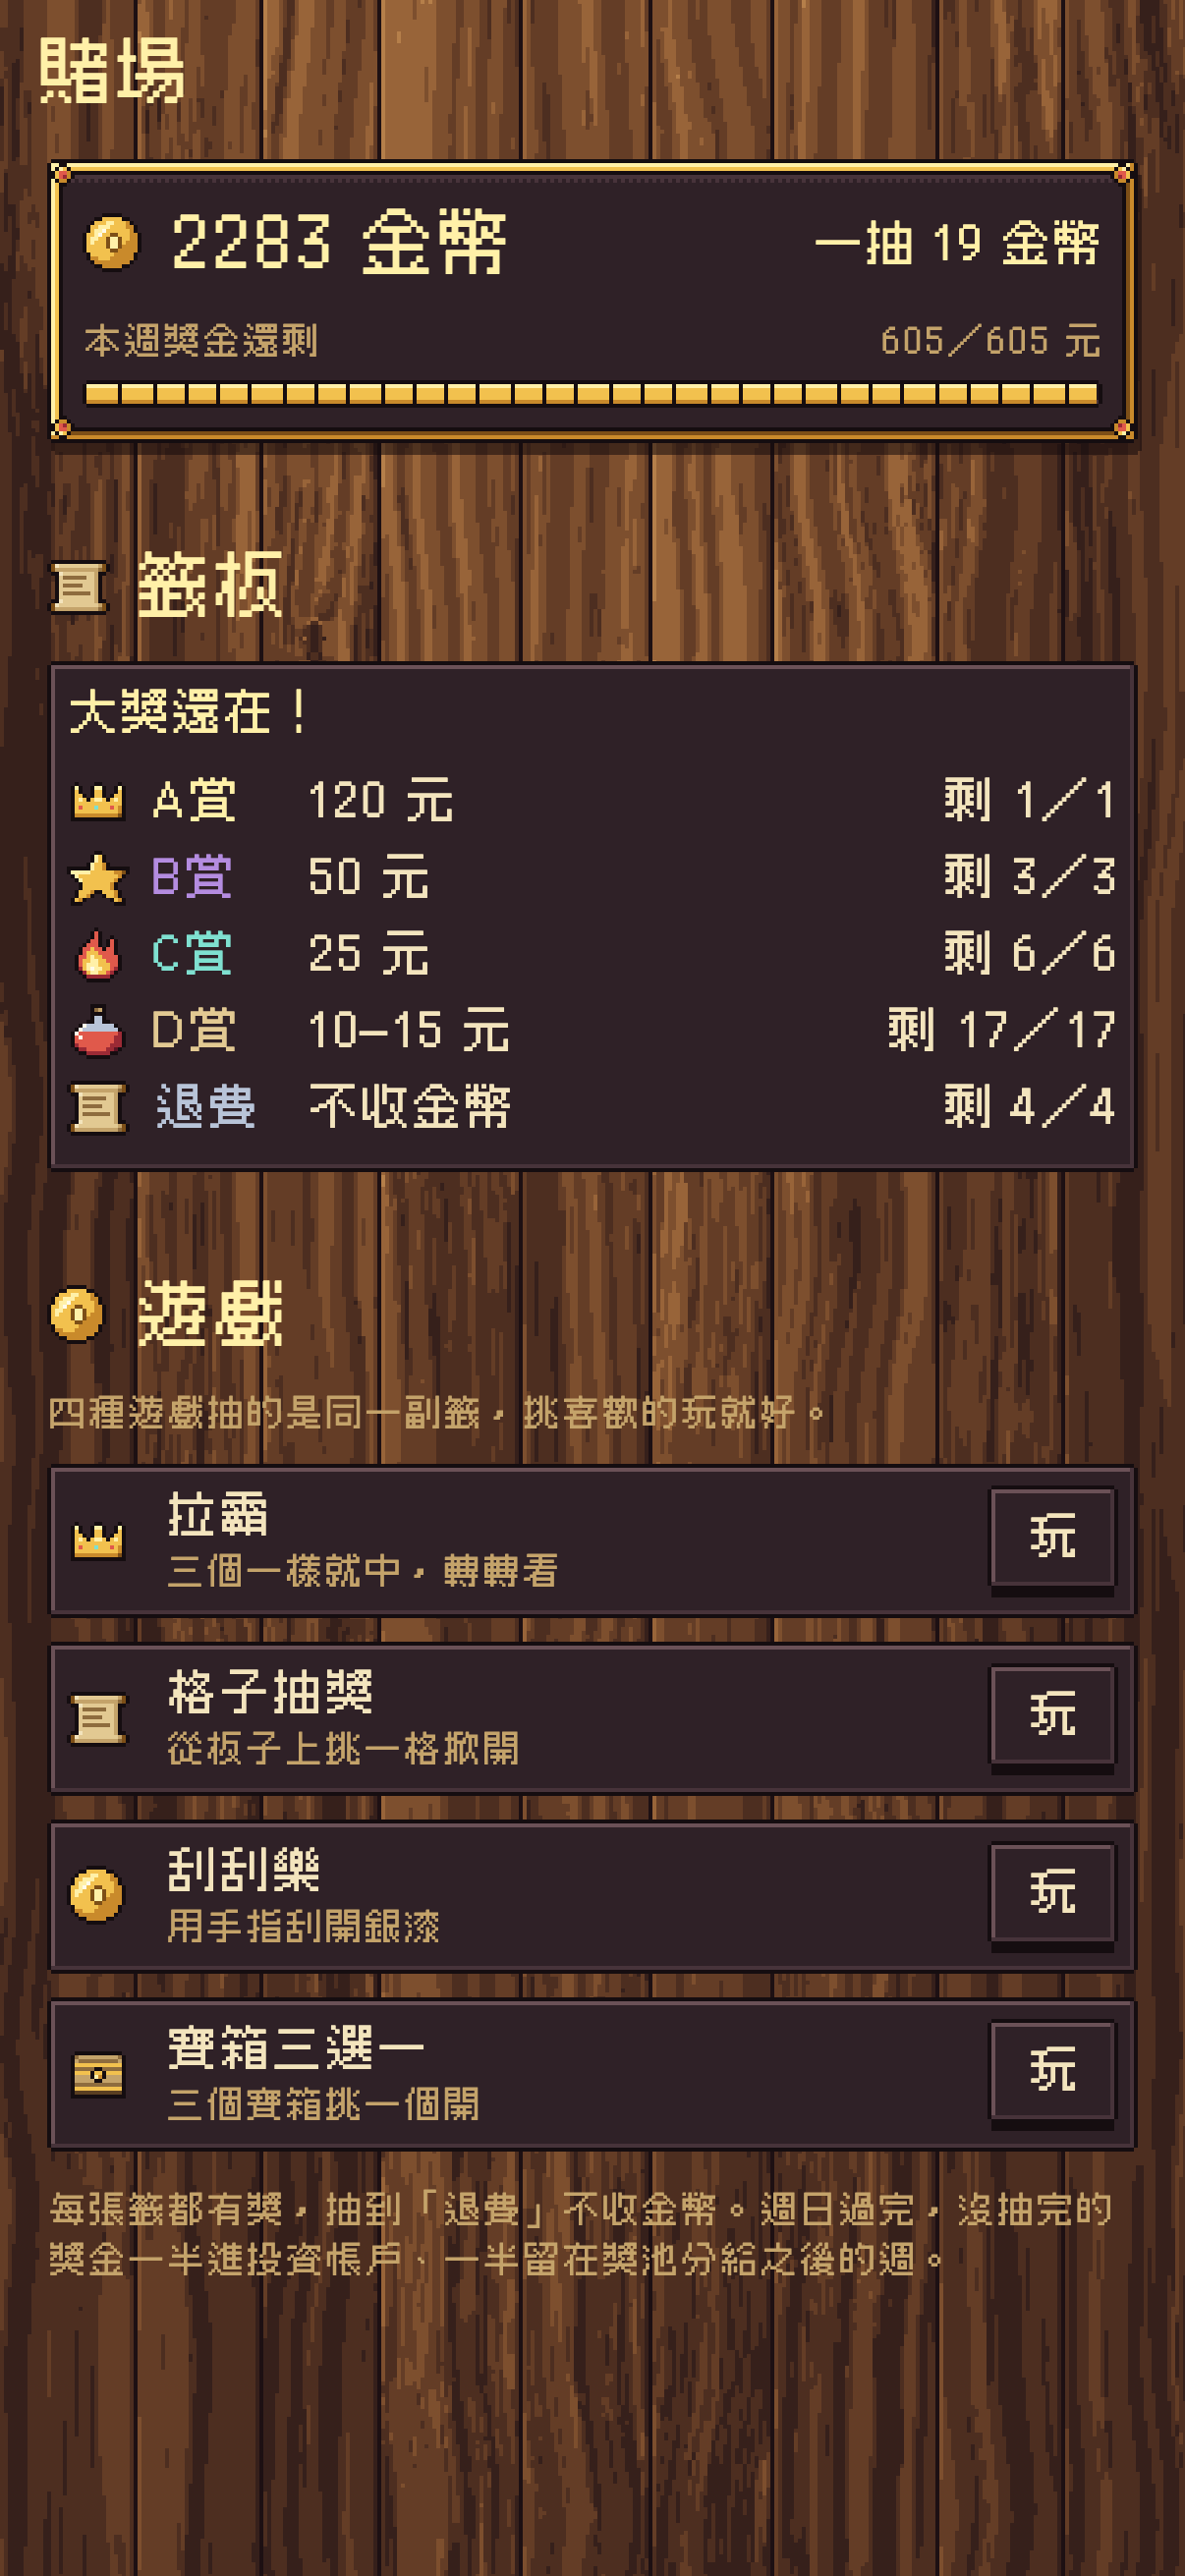 賭場
2283 金幣
一抽 19 金幣
本週獎金還剩
605／605 元
籤板
大獎還在！
A賞 120 元 剩 1／1
B賞 50 元 剩 3／3
C賞 25 元 剩 6／6
D賞 10–15 元 剩 17／17
退費 不收金幣 剩 4／4
遊戲
四種遊戲抽的是同一副籤，挑喜歡的玩就好。
拉霸
三個一樣就中，轉轉看
玩
格子抽獎
從板子上挑一格掀開
玩
刮刮樂
用手指刮開銀漆
玩
寶箱三選一
三個寶箱挑一個開
玩
每張籤都有獎，抽到「退費」不收金幣。週日過完，沒抽完的
獎金一半進投資帳戶、一半留在獎池分給之後的週。